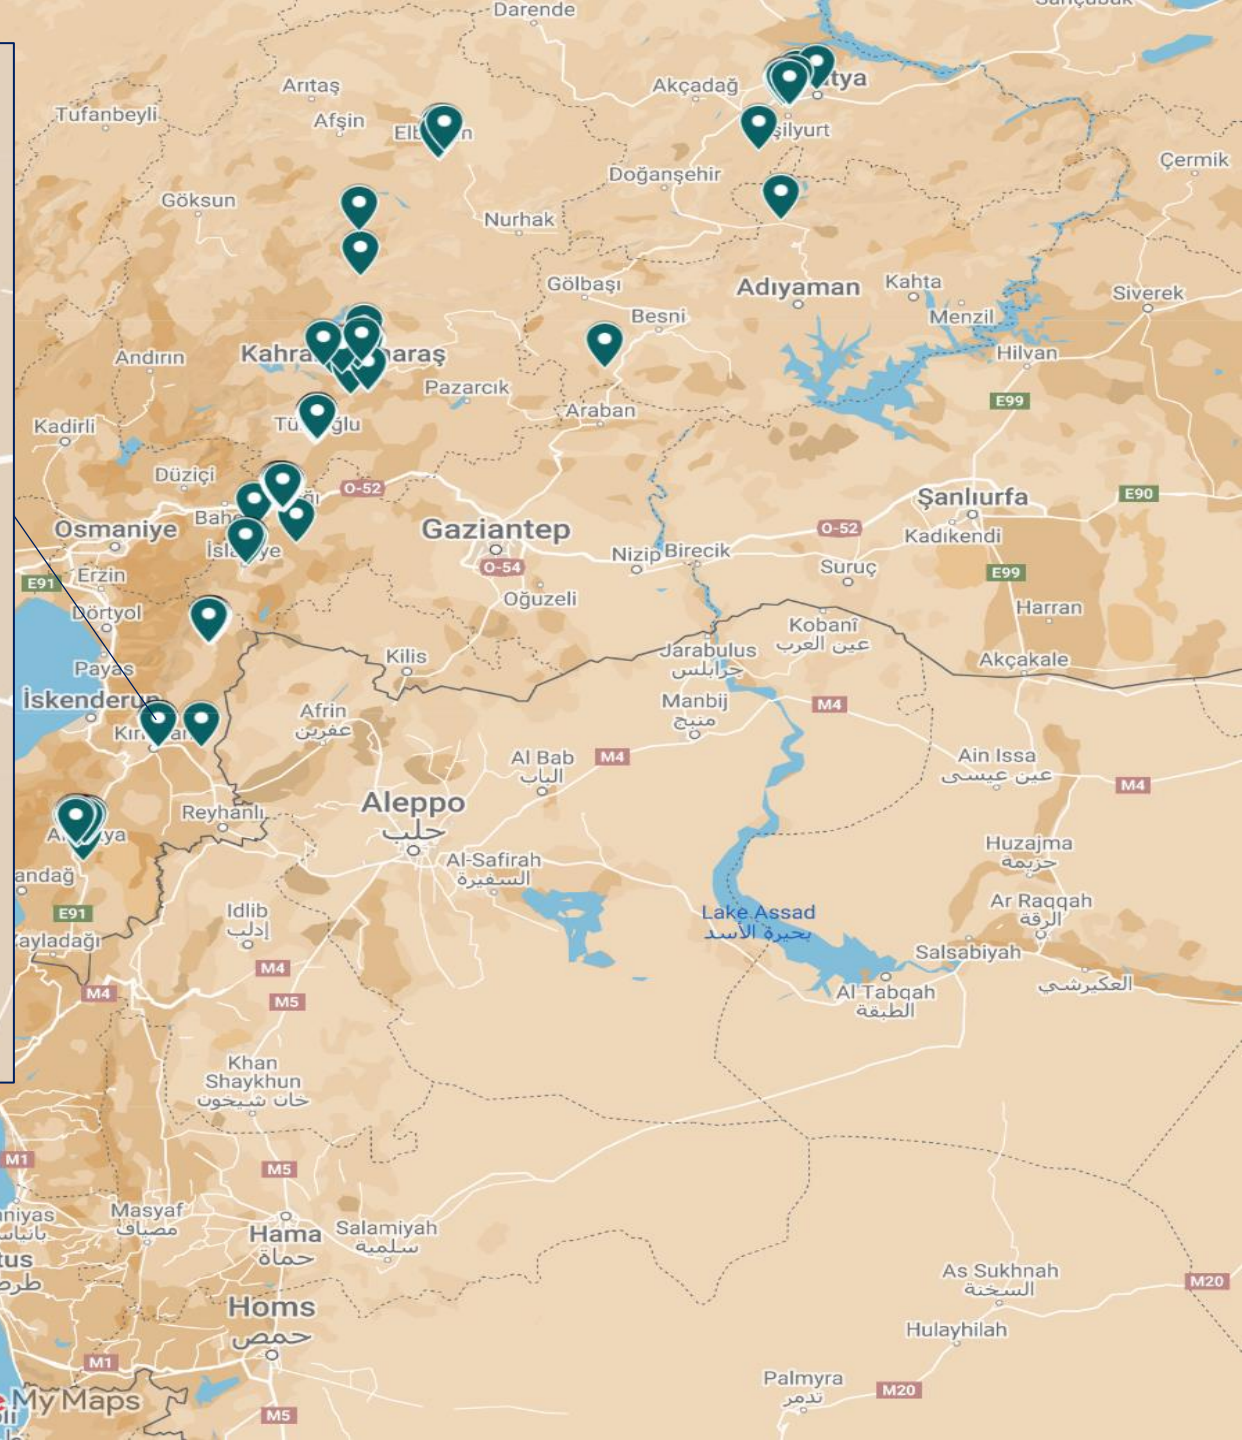 Darende
Arıtaş
Akçadağ
Tufanbeyli
Afşin
Çermik
Doğanşehir
Göksun
Nurhak
Gölbaşı
Adıyaman
Kahta
Siverek
Besni
Menzil
Andırın
Hilvan
Pazarcık
E99
Araban
Kadirli
Düziçi
O-52
Şanlıurfa
E90
Osmaniye
Gaziantep
O-52
Kadıkendi
Nizip
Birecik
O-54
Suruç
E99
Erzin
E91
Oğuzeli
Harran
Dörtyol
Kobanî
عين العرب
Payas
Kilis
Jarabulus
جرابلس
Akçakale
İskenderun
Afrin
عفرين
Manbij
منبج
M4
Al Bab
الباب
M4
Ain Issa
عين عيسى
M4
Reyhanlı
Aleppo
حلب
Huzajma
حزيمة
Al-Safirah
السفيرة
Ar Raqqah
الرقة
E91
Idlib
إدلب
Lake Assad
بحيرة الأسد
Salsabiyah
M4
Al Tabqah
الطبقة
العكيرشي
M4
M5
Khan
Shaykhun
خان شيخون
M1
M5
Masyaf
مصياف
Hama
حماة
Salamiyah
سلمية
As Sukhnah
السخنة
M20
Homs
حمص
Hulayhilah
M1
Palmyra
تدمر
M20
My Maps
M5